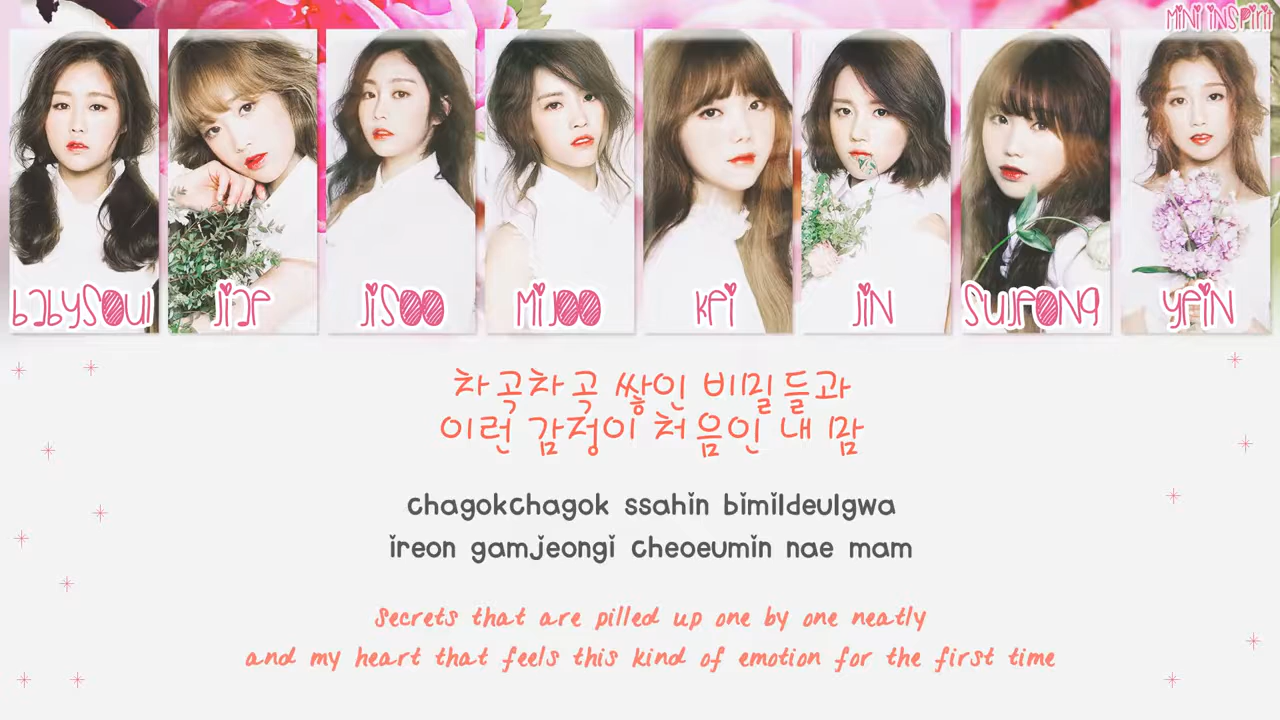 MiNi iNSPiRiT
babysoul
Jiae
JiSoo
MiJoo
Kei
JiN
SuJeong
YeiN
차곡차곡 쌓인 비밀들과
이런 감정이 처음인 내 맘
chagokchagok ssahin bimildeulgwa
ireon gamjeongi cheoeumin nae mam
Secrets that are pilled up one by one neatly
and my heart that feels this kind of emotion for the first time